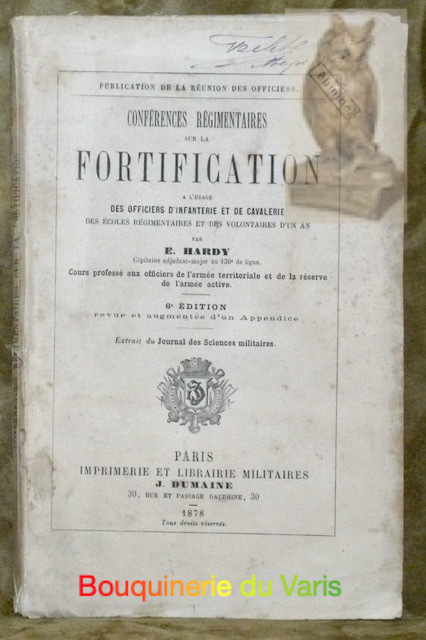 PUBLICATION DE LA RÉUNION DES OFFICIERS.
CONFÉRENCES RÉGIMENTAIRES
SUR LA
FORTIFICATION
A L'USAGE
DES OFFICIERS D'INFANTERIE ET DE CAVALERIE
DES ÉCOLES RÉGIMENTAIRES ET DES VOLONTAIRES D'UN AN
PAR
E. HARDY
Capitaine adjudant-major au 130e de ligne.
Cours professé aux officiers de l'armée territoriale et de la réserve
de l'armée active.
6e ÉDITION
revue et augmentée d'un Appendice
Extrait du Journal des Sciences militaires.
PARIS
IMPRIMERIE ET LIBRAIRIE MILITAIRES
J. DUMAINE
30, RUE ET PASSAGE DAUPHINE, 30
1878
Tous droits réservés.
Bouquinerie du Varis